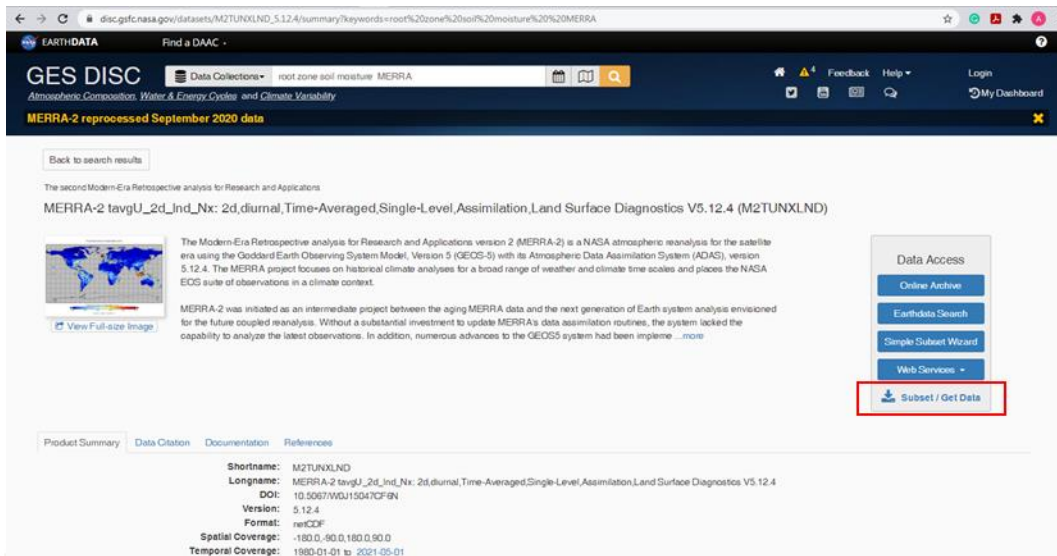 disc.gsfc.nasa.gov/datasets/M2TUNXLND_5.12.4/summary?keywords=root%20zone%20soil%20moisture%20%20MERRA
EARTHDATA Find a DAAC
GES DISC Data Collections root zone soil moisture MERRA 4 Feedback Help Login
Atmospheric Composition, Water & Energy Cycles and Climate Variability My Dashboard
MERRA-2 reprocessed September 2020 data
Back to search results
The second Modern-Era Retrospective analysis for Research and Applications
MERRA-2 tavgU_2d_lnd_Nx: 2d,diurnal,Time-Averaged,Single-Level,Assimilation,Land Surface Diagnostics V5.12.4 (M2TUNXLND)
The Modern-Era Retrospective analysis for Research and Applications version 2 (MERRA-2) is a NASA atmospheric reanalysis for the satellite
era using the Goddard Earth Observing System Model, Version 5 (GEOS-5) with its Atmospheric Data Assimilation System (ADAS), version
5.12.4. The MERRA project focuses on historical climate analyses for a broad range of weather and climate time scales and places the NASA
EOS suite of observations in a climate context.
MERRA-2 was initiated as an intermediate project between the aging MERRA data and the next generation of Earth system analysis envisioned
for the future coupled reanalysis. Without a substantial investment to update MERRA's data assimilation routines, the system lacked the
capability to analyze the latest observations. In addition, numerous advances to the GEOS5 system had been impleme ...more
View Full-size Image
Data Access
Online Archive
Earthdata Search
Simple Subset Wizard
Web Services
Subset / Get Data
Product Summary Data Citation Documentation References
Shortname: M2TUNXLND
Longname: MERRA-2 tavgU_2d_lnd_Nx: 2d,diurnal,Time-Averaged,Single-Level,Assimilation,Land Surface Diagnostics V5.12.4
DOI: 10.5067/W0J15047CF6N
Version: 5.12.4
Format: netCDF
Spatial Coverage: -180.0,-90.0,180.0,90.0
Temporal Coverage: 1980-01-01 to 2021-05-01